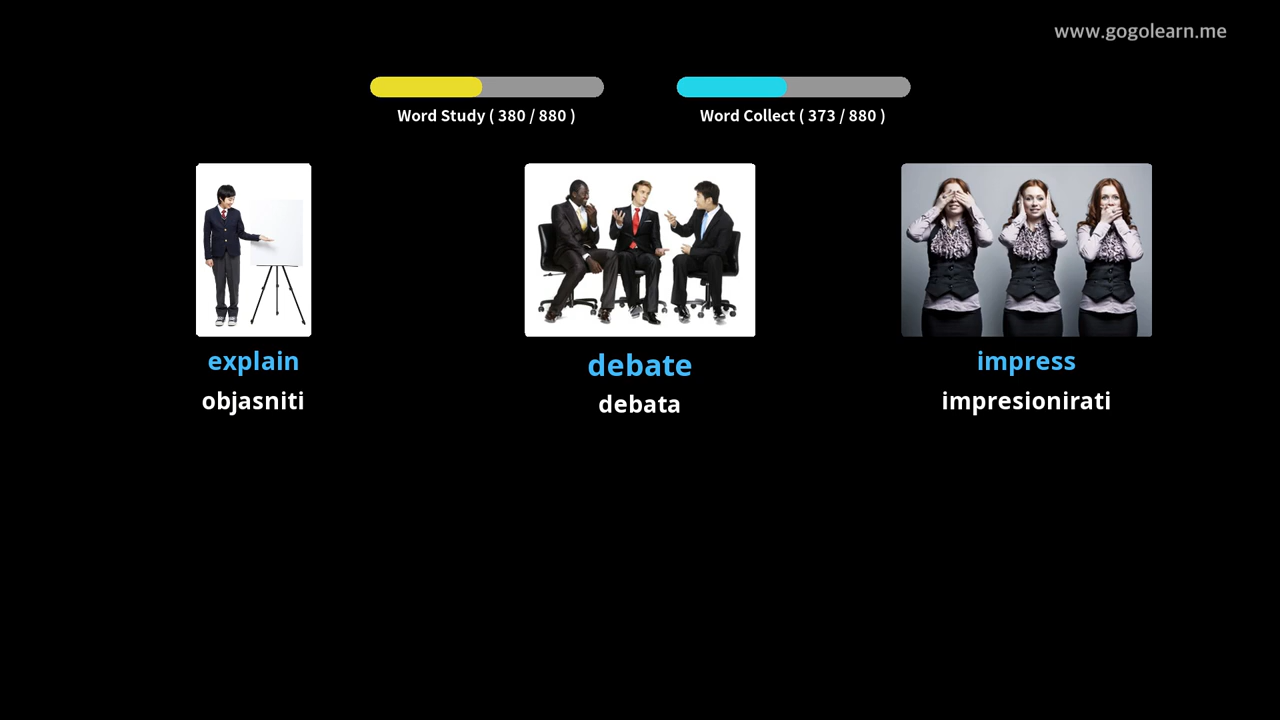 www.gogolearn.me
Word Study ( 380 / 880 )
Word Collect ( 373 / 880 )
explain
objasniti
debate
debata
impress
impresionirati